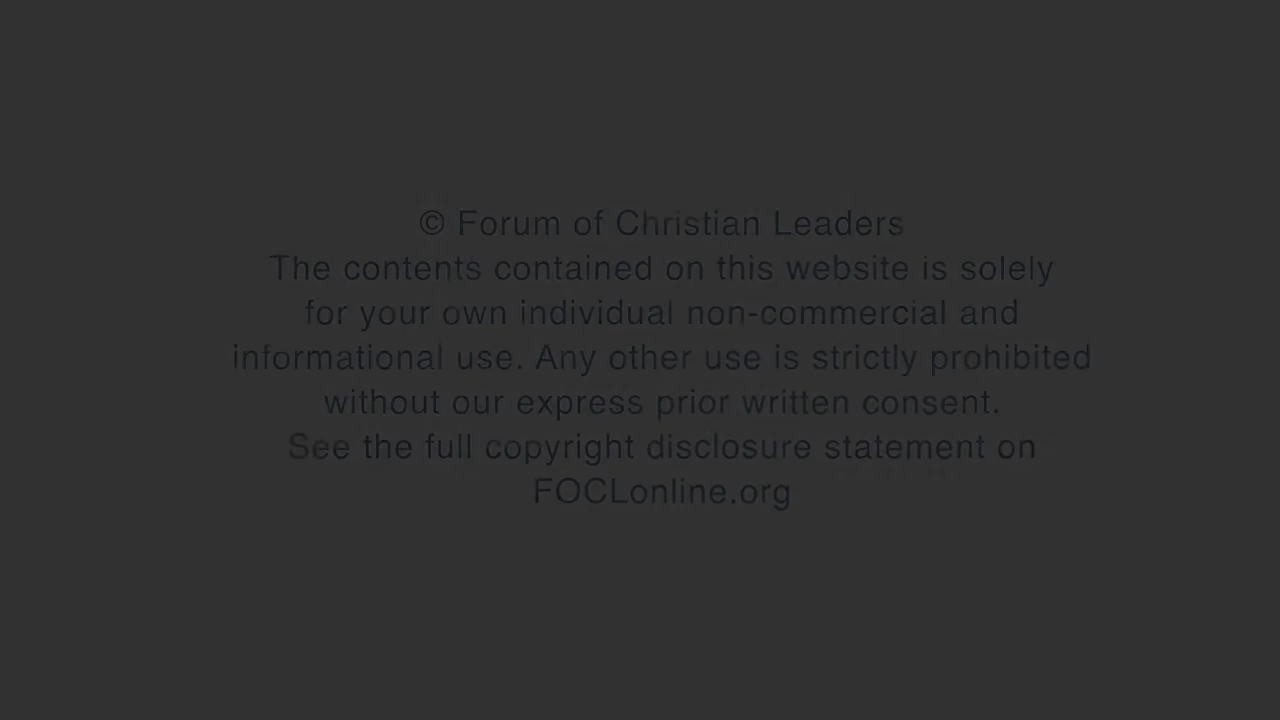 © Forum of Christian Leaders
The contents contained on this website is solely
for your own individual non-commercial and
informational use. Any other use is strictly prohibited
without our express prior written consent.
See the full copyright disclosure statement on
FOCLonline.org